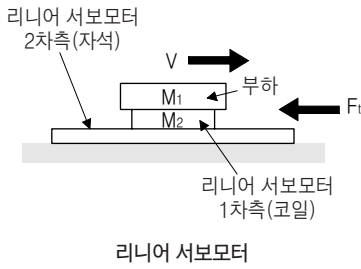 리니어 서보모터
2차측(자석)
V
부하
M₁
M₂
Fₜ
리니어 서보모터
1차측(코일)
리니어 서보모터